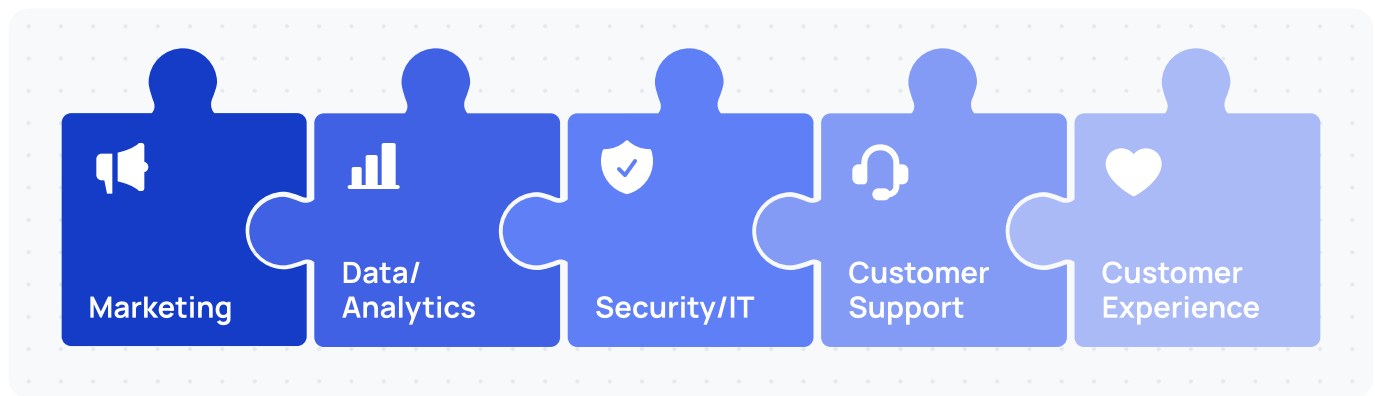 Marketing
Data/
Analytics
Security/IT
Customer
Support
Customer
Experience